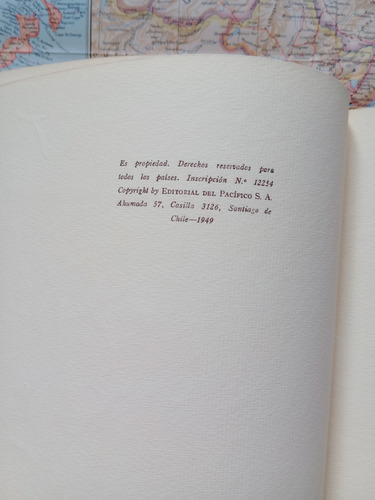 Es propiedad. Derechos reservados para
todos los países. Inscripción N.º 12254
Copyright by EDITORIAL DEL PACÍFICO S. A.
Ahumada 57, Casilla 3126, Santiago de
Chile—1949